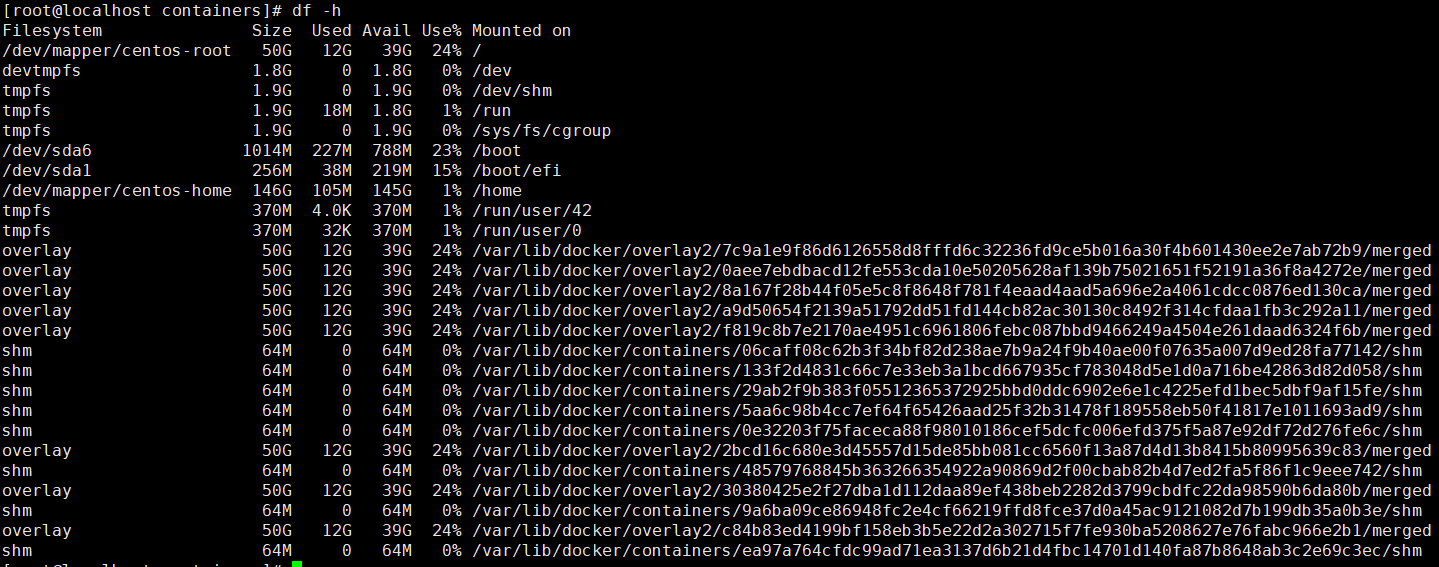 [root@localhost containers]# df -h
Filesystem               Size  Used Avail Use% Mounted on
/dev/mapper/centos-root   50G   12G   39G  24% /
devtmpfs                 1.8G     0  1.8G   0% /dev
tmpfs                    1.9G     0  1.9G   0% /dev/shm
tmpfs                    1.9G   18M  1.8G   1% /run
tmpfs                    1.9G     0  1.9G   0% /sys/fs/cgroup
/dev/sda6               1014M  227M  788M  23% /boot
/dev/sda1                256M   38M  219M  15% /boot/efi
/dev/mapper/centos-home  146G  105M  145G   1% /home
tmpfs                    370M  4.0K  370M   1% /run/user/42
tmpfs                    370M   32K  370M   1% /run/user/0
overlay                   50G   12G   39G  24% /var/lib/docker/overlay2/7c9a1e9f86d6126558d8fffd6c32236fd9ce5b016a30f4b601430ee2e7ab72b9/merged
overlay                   50G   12G   39G  24% /var/lib/docker/overlay2/0aee7ebdbacd12fe553cda10e50205628af139b75021651f52191a36f8a4272e/merged
overlay                   50G   12G   39G  24% /var/lib/docker/overlay2/8a167f28b44f05e5c8f8648f781f4eaad4aad5a696e2a4061cdcc0876ed130ca/merged
overlay                   50G   12G   39G  24% /var/lib/docker/overlay2/a9d50654f2139a51792dd51fd144cb82ac30130c8492f314cfdaa1fb3c292a11/merged
overlay                   50G   12G   39G  24% /var/lib/docker/overlay2/f819c8b7e2170ae4951c6961806febc087bbd9466249a4504e261daad6324f6b/merged
shm                       64M     0   64M   0% /var/lib/docker/containers/06caff08c62b3f34bf82d238ae7b9a24f9b40ae00f07635a007d9ed28fa77142/shm
shm                       64M     0   64M   0% /var/lib/docker/containers/133f2d4831c66c7e33eb3a1bcd667935cf783048d5e1d0a716be42863d82d058/shm
shm                       64M     0   64M   0% /var/lib/docker/containers/29ab2f9b383f05512365372925bbd0ddc6902e6e1c4225efd1bec5dbf9af15fe/shm
shm                       64M     0   64M   0% /var/lib/docker/containers/5aa6c98b4cc7ef64f65426aad25f32b31478f189558eb50f41817e1011693ad9/shm
shm                       64M     0   64M   0% /var/lib/docker/containers/0e32203f75faceca88f98010186cef5dcfc006efd375f5a87e92df72d276fe6c/shm
overlay                   50G   12G   39G  24% /var/lib/docker/overlay2/2bcd16c680e3d45557d15de85bb081cc6560f13a87d4d13b8415b80995639c83/merged
shm                       64M     0   64M   0% /var/lib/docker/containers/48579768845b363266354922a90869d2f00cbab82b4d7ed2fa5f86f1c9eee742/shm
overlay                   50G   12G   39G  24% /var/lib/docker/overlay2/30380425e2f27dba1d112daa89ef438beb2282d3799cbdfc22da98590b6da80b/merged
shm                       64M     0   64M   0% /var/lib/docker/containers/9a6ba09ce86948fc2e4cf66219ffd8fce37d0a45ac9121082d7b199db35a0b3e/shm
overlay                   50G   12G   39G  24% /var/lib/docker/overlay2/c84b83ed4199bf158eb3b5e22d2a302715f7fe930ba5208627e76fabc966e2b1/merged
shm                       64M     0   64M   0% /var/lib/docker/containers/ea97a764cfdc99ad71ea3137d6b21d4fbc14701d140fa87b8648ab3c2e69c3ec/shm
[root@localhost containers]#